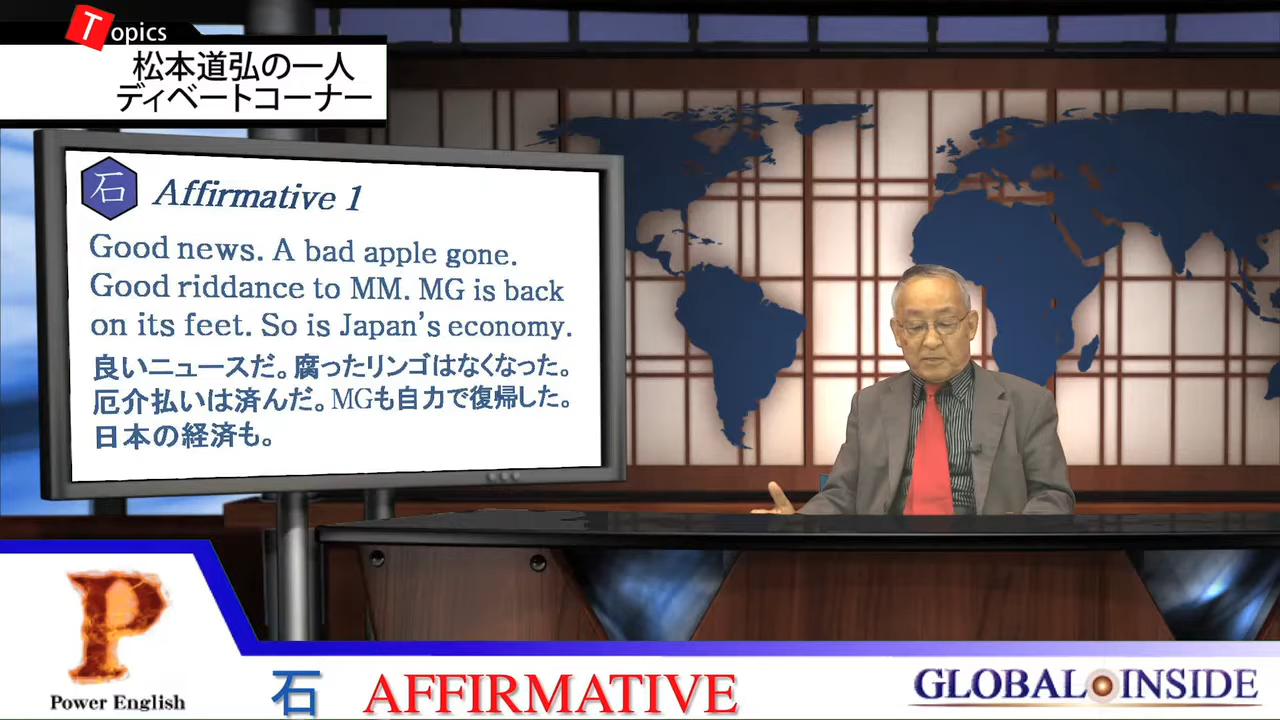 Topics
松本道弘の一人
ディベートコーナー
石 Affirmative 1
Good news. A bad apple gone.
Good riddance to MM. MG is back
on its feet. So is Japan's economy.
良いニュースだ。腐ったリンゴはなくなった。
厄介払いは済んだ。MGも自力で復帰した。
日本の経済も。
P
Power English
石 AFFIRMATIVE
GLOBAL INSIDE